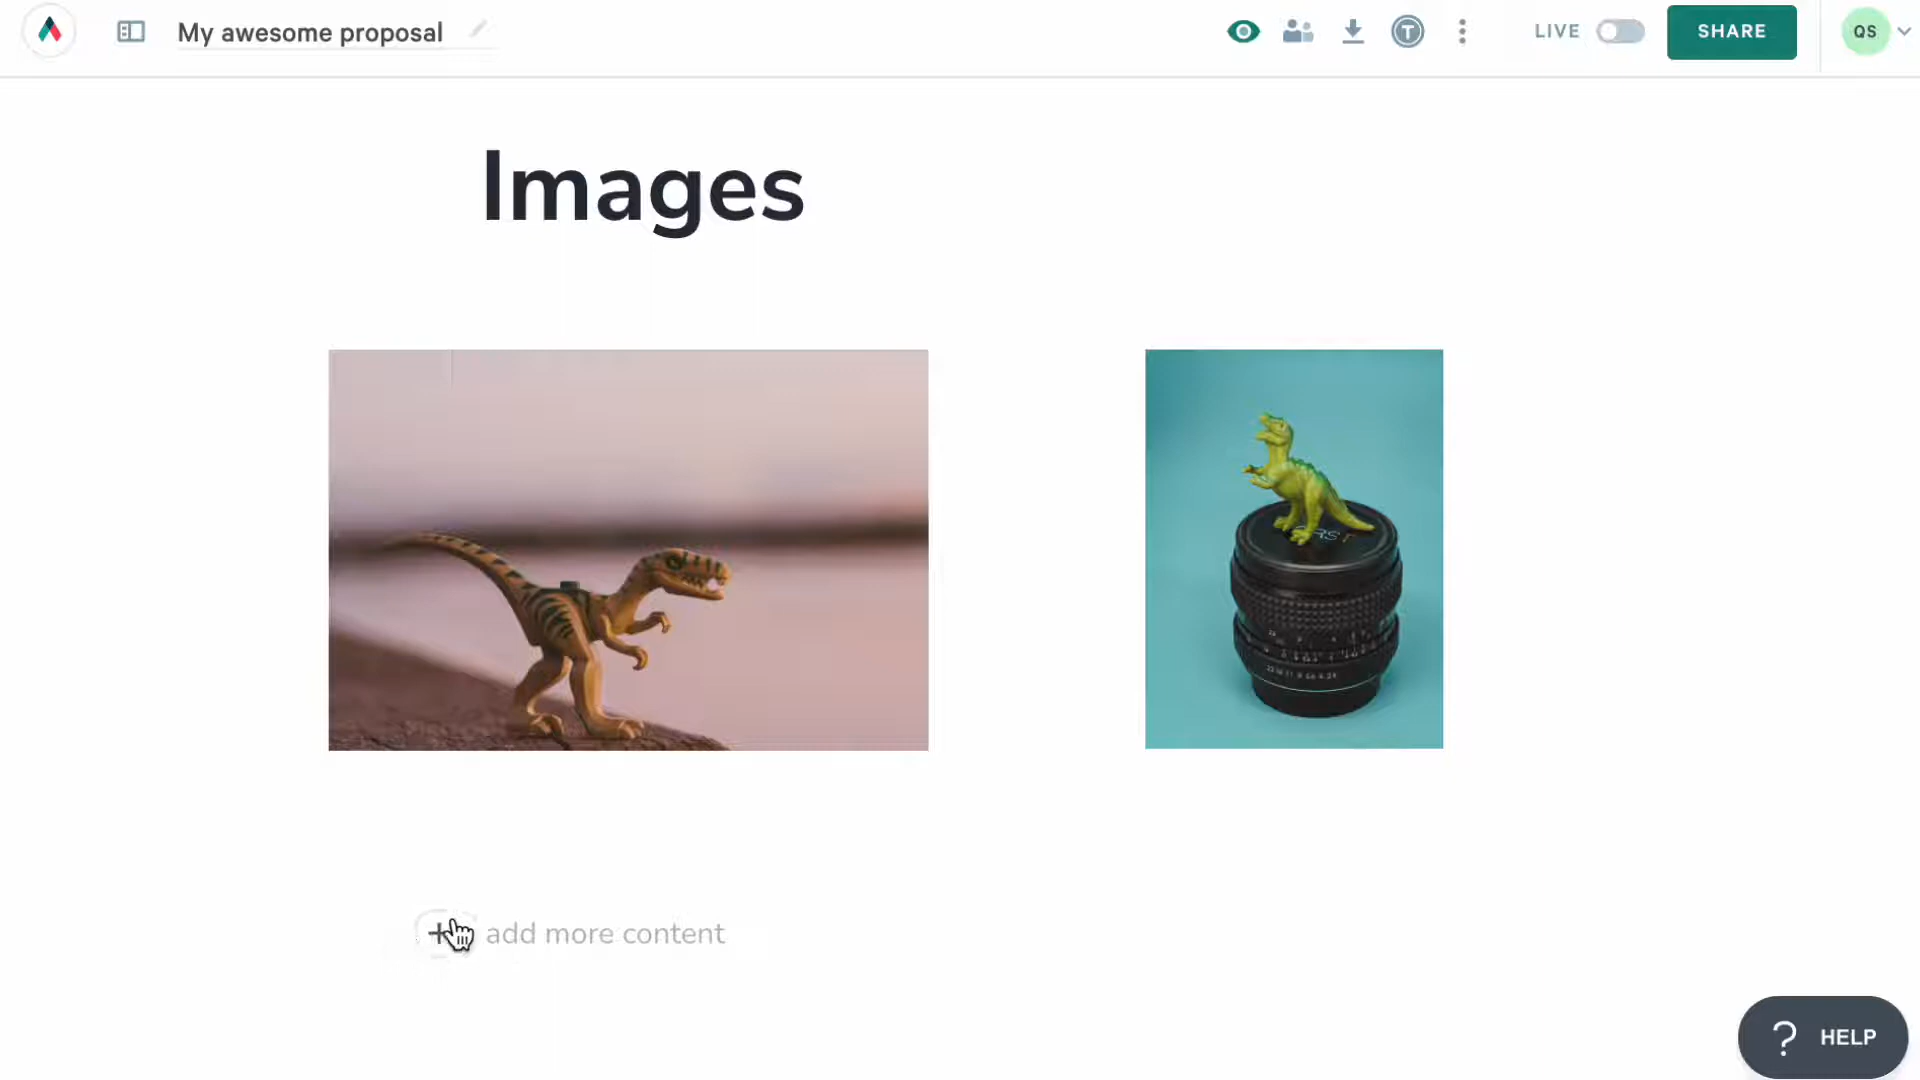 My awesome proposal
T
LIVE
SHARE
QS
Images
add more content
? HELP